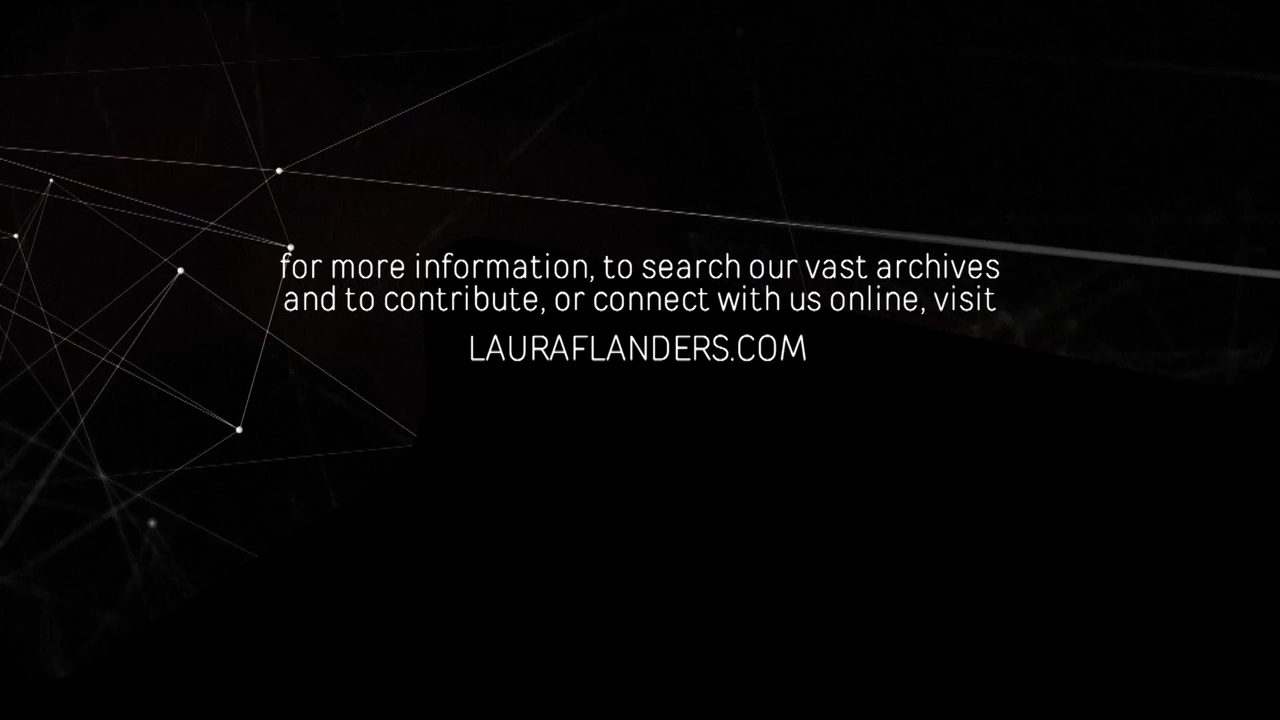 for more information, to search our vast archives
and to contribute, or connect with us online, visit
LAURAFLANDERS.COM